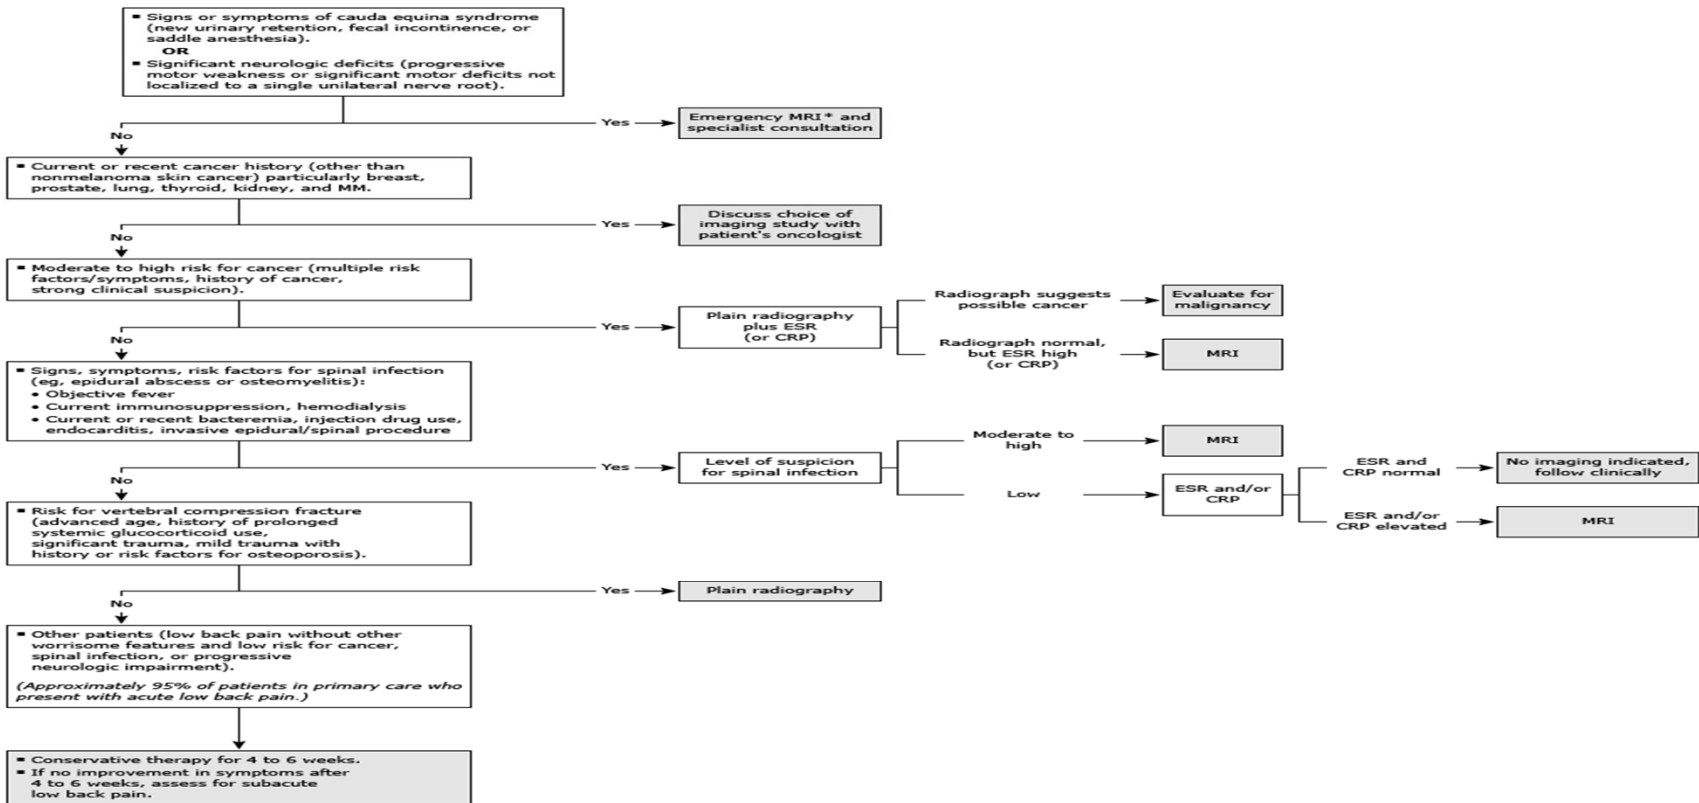 ▪ Signs or symptoms of cauda equina syndrome
(new urinary retention, fecal incontinence, or
saddle anesthesia).
OR
▪ Significant neurologic deficits (progressive
motor weakness or significant motor deficits not
localized to a single unilateral nerve root).
No
Yes
Emergency MRI* and
specialist consultation
▪ Current or recent cancer history (other than
nonmelanoma skin cancer) particularly breast,
prostate, lung, thyroid, kidney, and MM.
No
Yes
Discuss choice of
imaging study with
patient's oncologist
▪ Moderate to high risk for cancer (multiple risk
factors/symptoms, history of cancer,
strong clinical suspicion).
No
Yes
Plain radiography
plus ESR
(or CRP)
Radiograph suggests
possible cancer
Evaluate for
malignancy
Radiograph normal,
but ESR high
(or CRP)
MRI
▪ Signs, symptoms, risk factors for spinal infection
(eg, epidural abscess or osteomyelitis):
• Objective fever
• Current immunosuppression, hemodialysis
• Current or recent bacteremia, injection drug use,
endocarditis, invasive epidural/spinal procedure
No
Yes
Level of suspicion
for spinal infection
Moderate to
high
MRI
Low
ESR and/or
CRP
ESR and
CRP normal
No imaging indicated,
follow clinically
ESR and/or
CRP elevated
MRI
▪ Risk for vertebral compression fracture
(advanced age, history of prolonged
systemic glucocorticoid use,
significant trauma, mild trauma with
history or risk factors for osteoporosis).
No
Yes
Plain radiography
▪ Other patients (low back pain without other
worrisome features and low risk for cancer,
spinal infection, or progressive
neurologic impairment).
(Approximately 95% of patients in primary care who
present with acute low back pain.)
▪ Conservative therapy for 4 to 6 weeks.
▪ If no improvement in symptoms after
4 to 6 weeks, assess for subacute
low back pain.